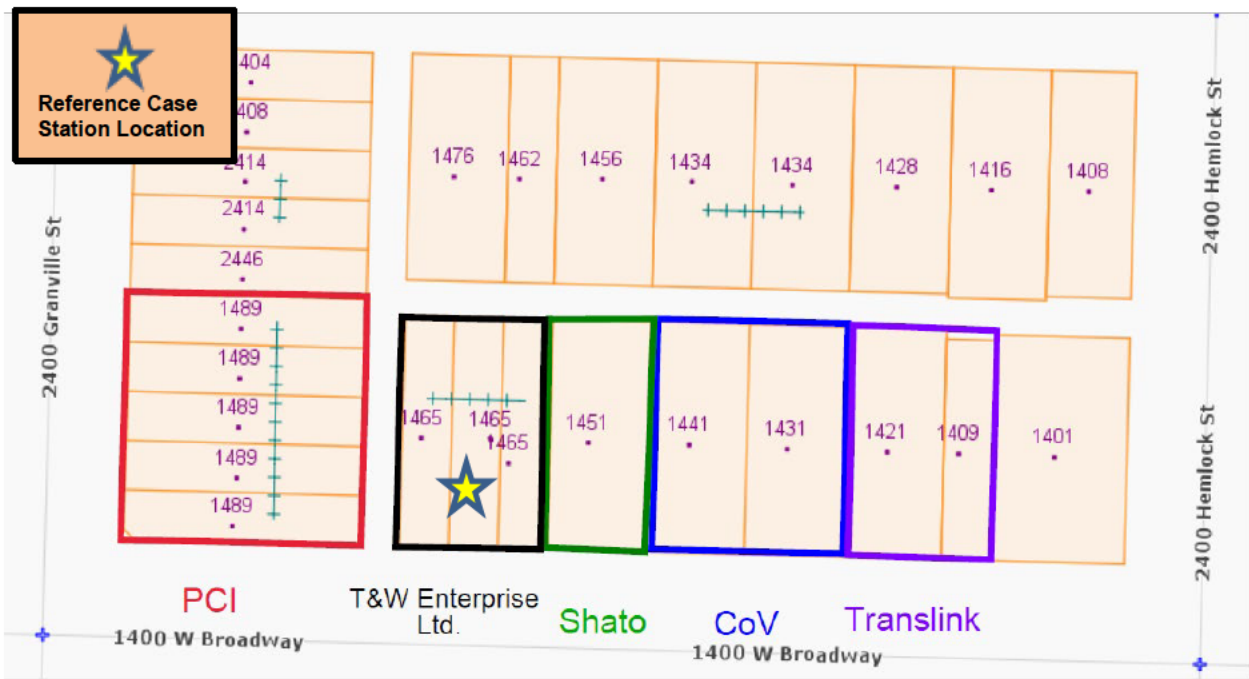 Reference Case
Station Location
404
408
2414
2414
2446
1476 1462 1456 1434 1434 1428 1416 1408
1489
1489
1489
1489
1489
1465 1465
1465
1451 1441 1431 1421 1409 1401
2400 Granville St
2400 Hemlock St
2400 Hemlock St
PCI
T&W Enterprise
Ltd.
Shato
CoV
Translink
1400 W Broadway
1400 W Broadway